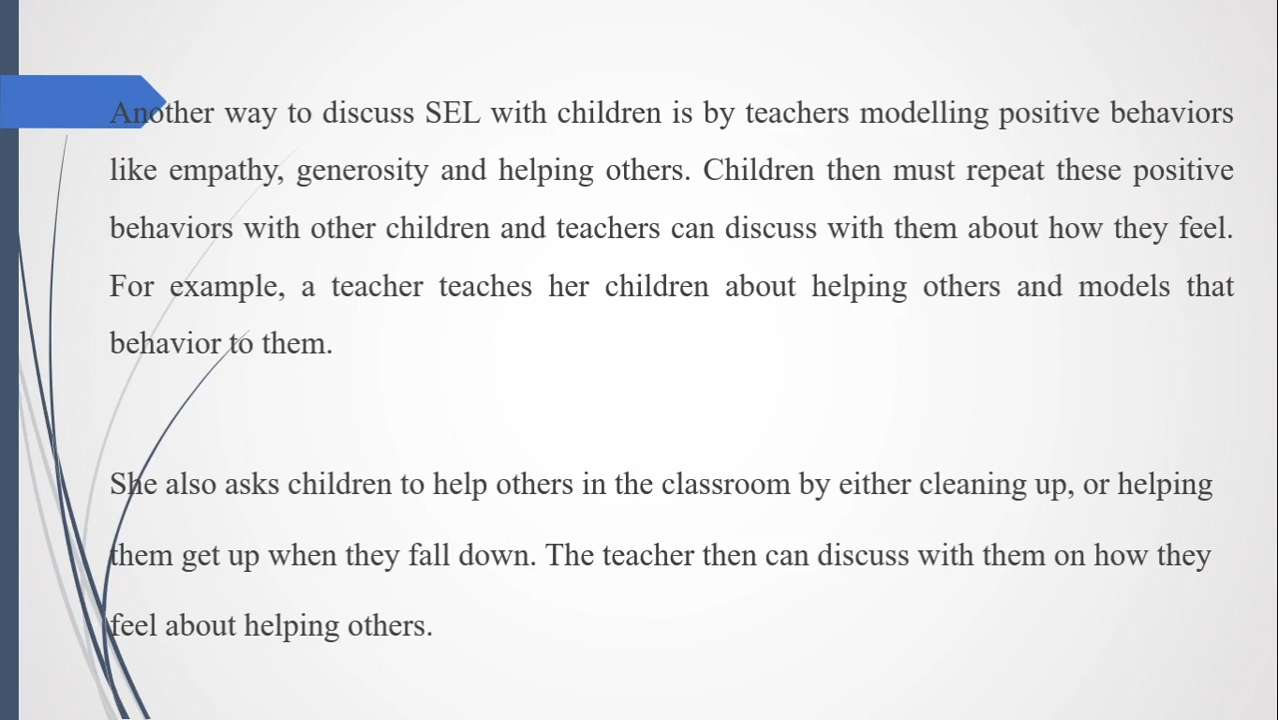 Another way to discuss SEL with children is by teachers modelling positive behaviors
like empathy, generosity and helping others. Children then must repeat these positive
behaviors with other children and teachers can discuss with them about how they feel.
For example, a teacher teaches her children about helping others and models that
behavior to them.
She also asks children to help others in the classroom by either cleaning up, or helping
them get up when they fall down. The teacher then can discuss with them on how they
feel about helping others.